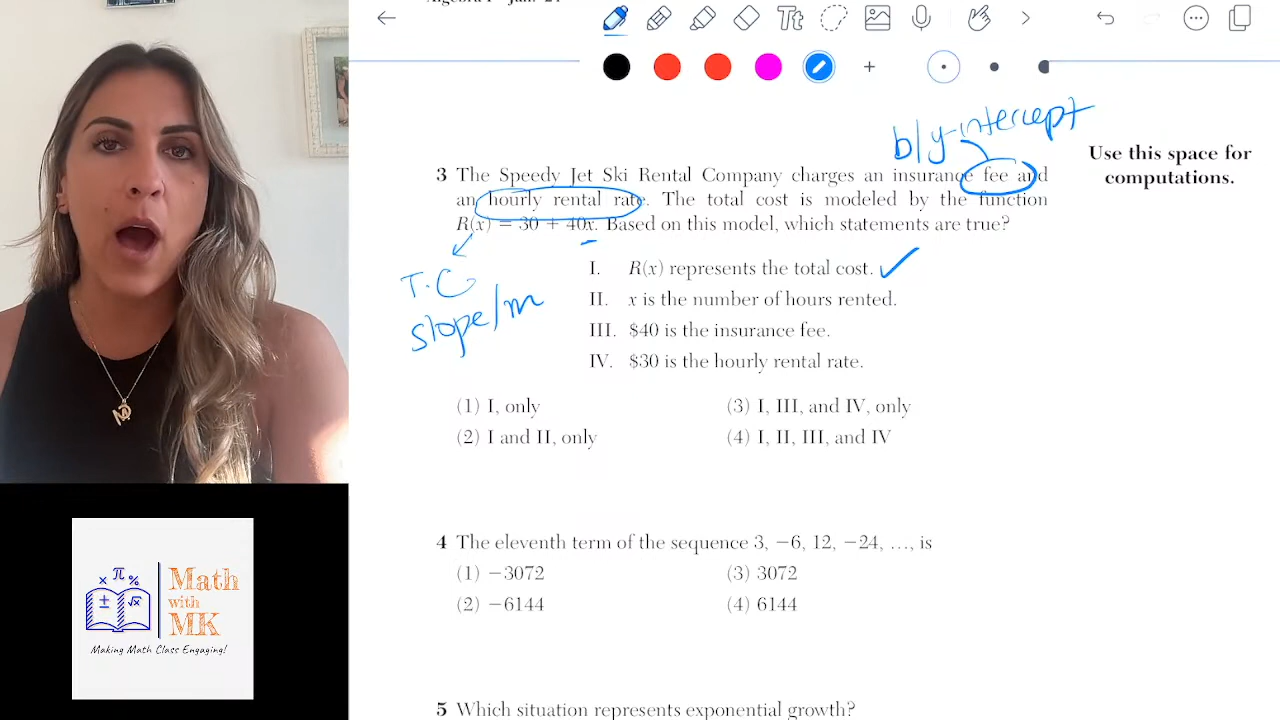 Algebra I – Jan. '24
Tt
b/y-intercept
Use this space for
computations.
3 The Speedy Jet Ski Rental Company charges an insurance fee and
an hourly rental rate. The total cost is modeled by the function
R(x) = 30 + 40x. Based on this model, which statements are true?
T.C
slope/m
I. R(x) represents the total cost. ✓
II. x is the number of hours rented.
III. $40 is the insurance fee.
IV. $30 is the hourly rental rate.
(1) I, only (3) I, III, and IV, only
(2) I and II, only (4) I, II, III, and IV
4 The eleventh term of the sequence 3, −6, 12, −24, …, is
(1) −3072 (3) 3072
(2) −6144 (4) 6144
5 Which situation represents exponential growth?
× π %
± √x
Math
with
MK
Making Math Class Engaging!